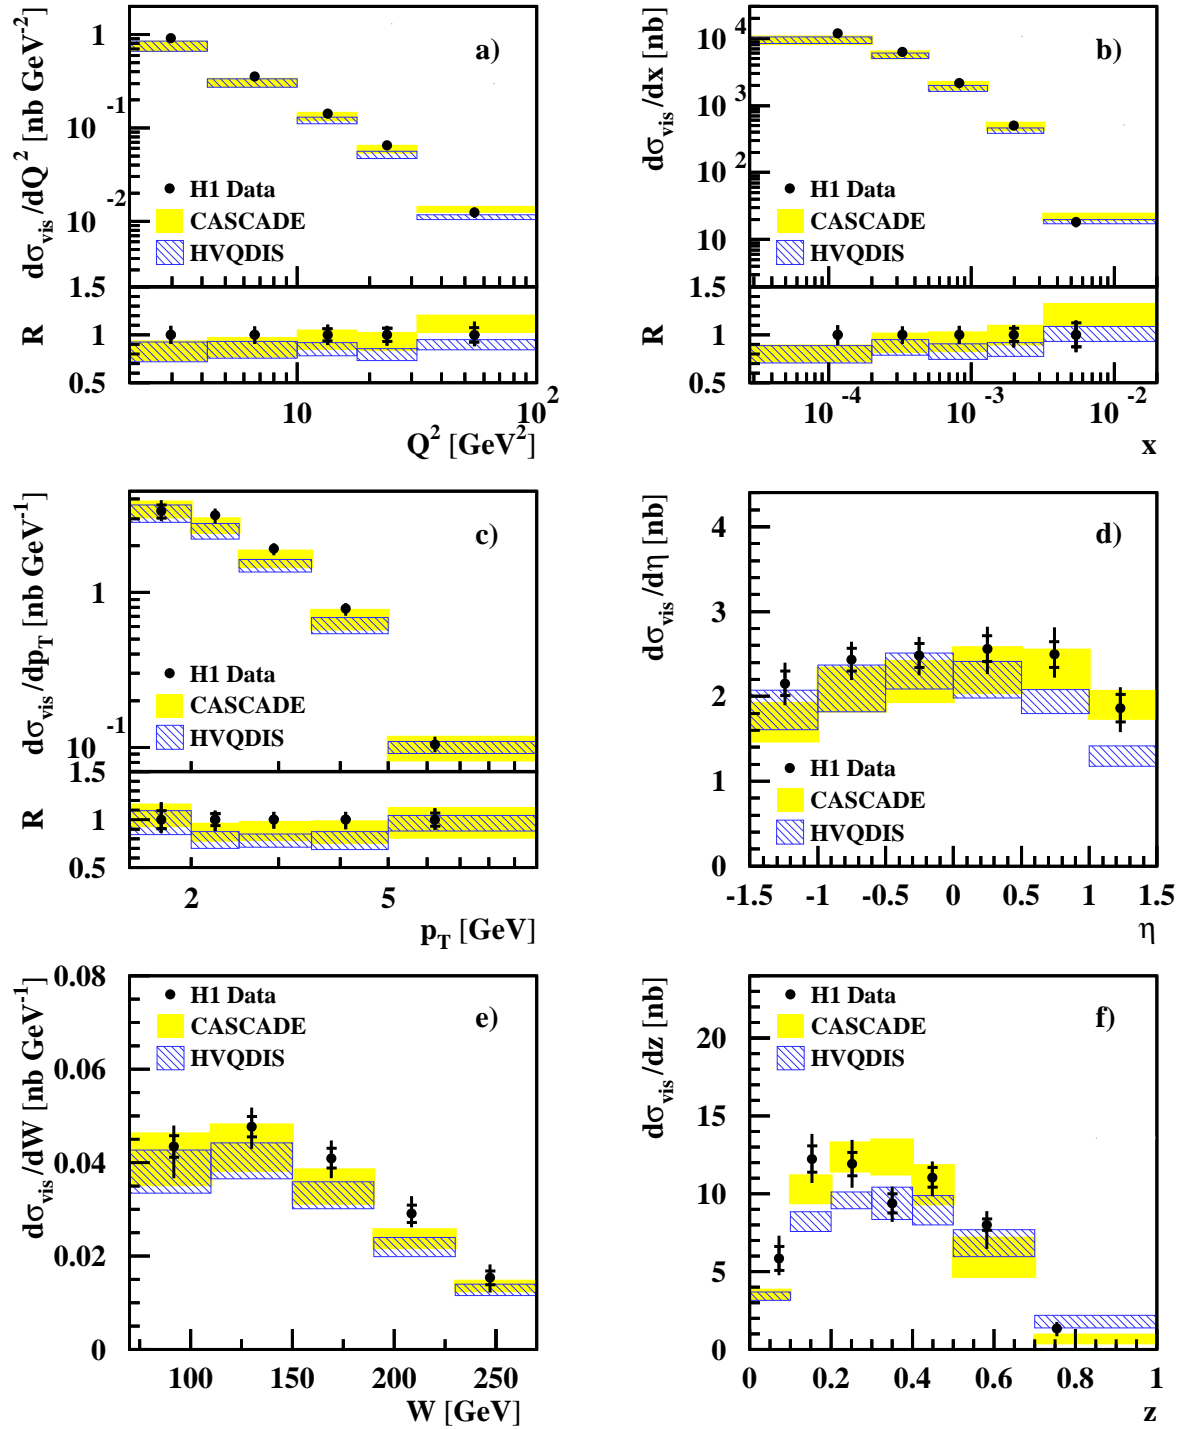 a)
dσvis/dQ² [nb GeV⁻²]
1
10⁻¹
10⁻²
H1 Data
CASCADE
HVQDIS
R
1.5
1
0.5
10
10²
Q² [GeV²]
b)
dσvis/dx [nb]
10⁴
10³
10²
10
H1 Data
CASCADE
HVQDIS
R
1.5
1
0.5
10⁻⁴
10⁻³
10⁻²
x
c)
dσvis/dpT [nb GeV⁻¹]
1
10⁻¹
H1 Data
CASCADE
HVQDIS
R
1.5
1
0.5
2
5
pT [GeV]
d)
dσvis/dη [nb]
4
3
2
1
0
H1 Data
CASCADE
HVQDIS
-1.5 -1 -0.5 0 0.5 1 1.5
η
e)
dσvis/dW [nb GeV⁻¹]
0.08
0.06
0.04
0.02
0
H1 Data
CASCADE
HVQDIS
100 150 200 250
W [GeV]
f)
dσvis/dz [nb]
20
15
10
5
0
H1 Data
CASCADE
HVQDIS
0 0.2 0.4 0.6 0.8 1
z